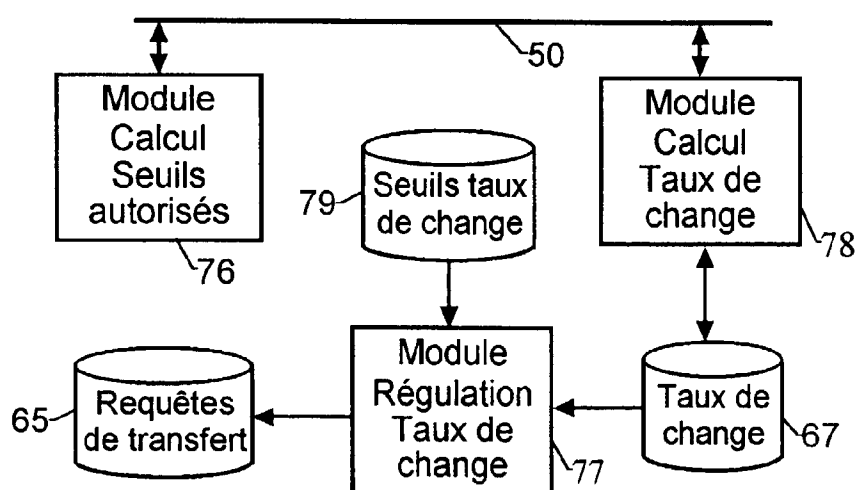 50
Module
Calcul
Seuils
autorisés
76
79
Seuils taux
de change
Module
Calcul
Taux de
change
78
65
Requêtes
de transfert
Module
Régulation
Taux de
change
77
Taux de
change
67